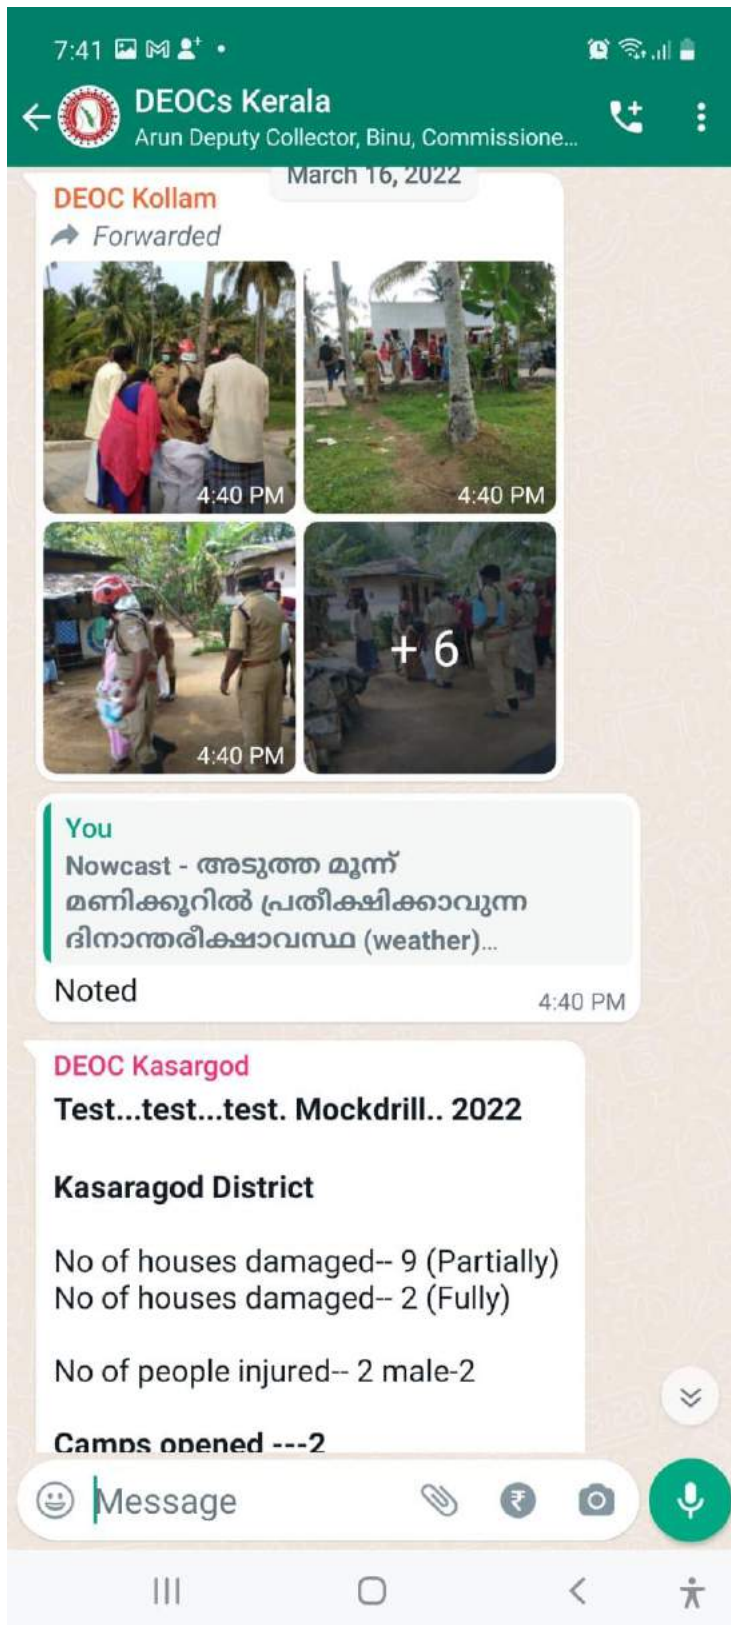 7:41
DEOCs Kerala
Arun Deputy Collector, Binu, Commissione...
March 16, 2022
DEOC Kollam
Forwarded
4:40 PM
4:40 PM
4:40 PM
+ 6
You
Nowcast - അടുത്ത മൂന്ന്
മണിക്കൂറിൽ പ്രതീക്ഷിക്കാവുന്ന
ദിനാന്തരീക്ഷാവസ്ഥ (weather)...
Noted
4:40 PM
DEOC Kasargod
Test...test...test. Mockdrill.. 2022
Kasaragod District
No of houses damaged-- 9 (Partially)
No of houses damaged-- 2 (Fully)
No of people injured-- 2 male-2
Camps opened ---2
Message